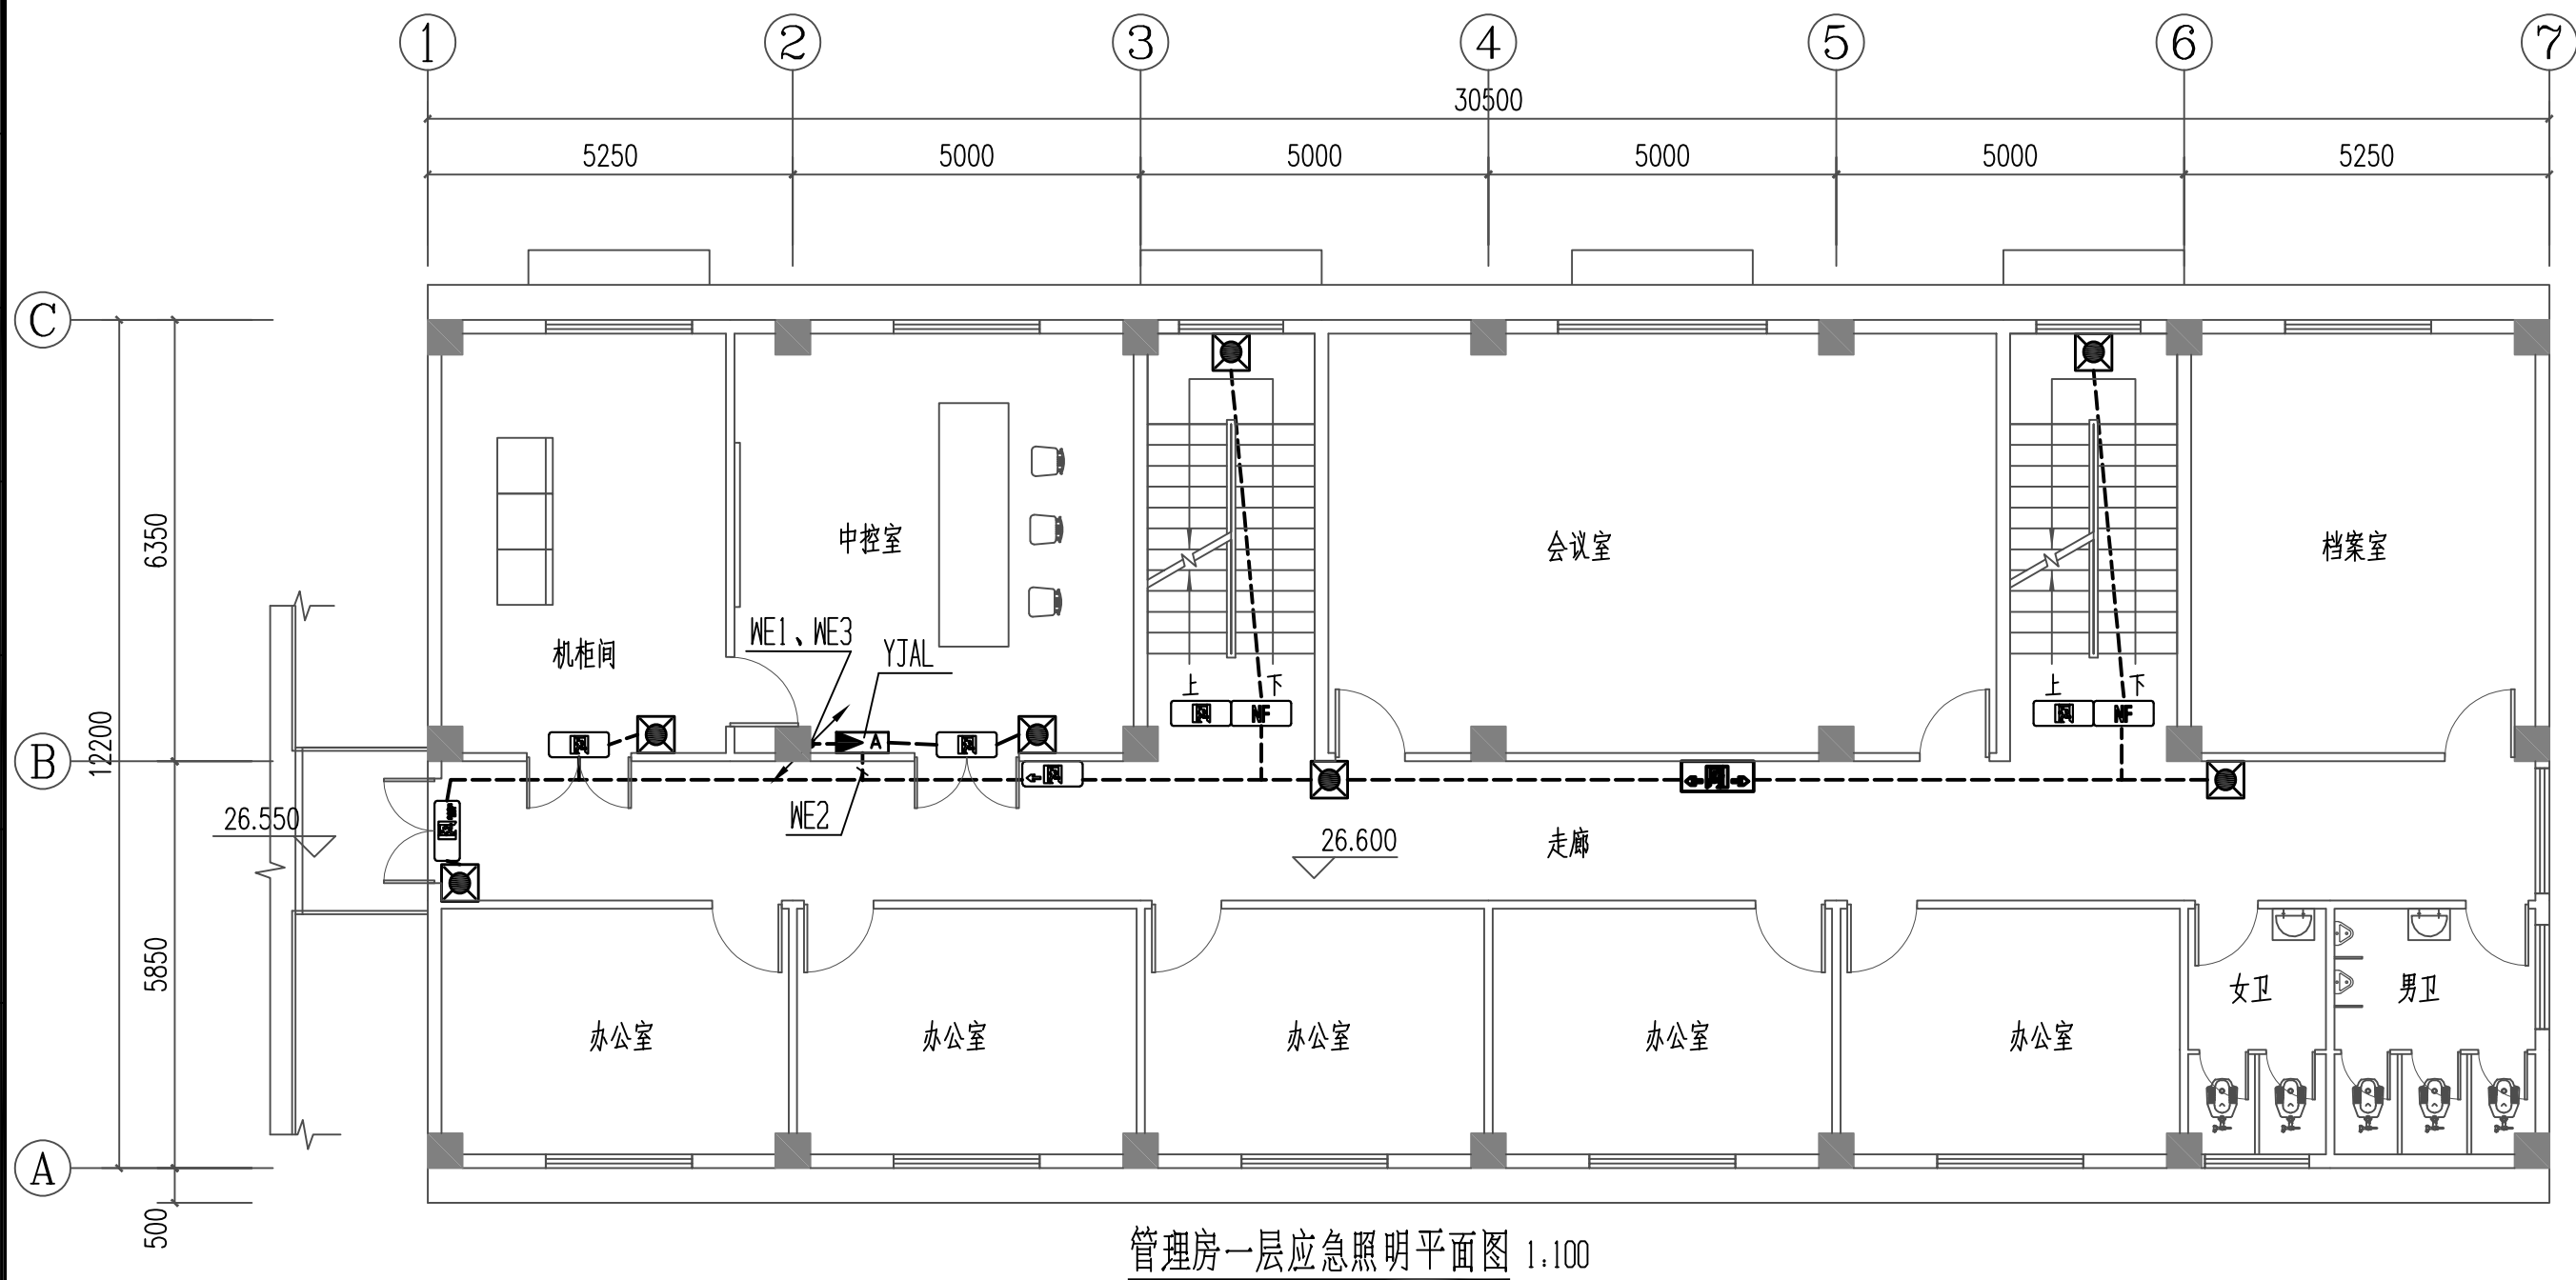 1 2 3 4 5 6 7
30500
5250 5000 5000 5000 5000 5250
C
6350
中控室
会议室
档案室
WE1、WE3
YJAL
机柜间
上 下
上 下
1F
1F
A
B
12200
26.550
WE2
26.600
走廊
5850
女卫
男卫
办公室 办公室 办公室 办公室 办公室
A
500
管理房一层应急照明平面图 1:100